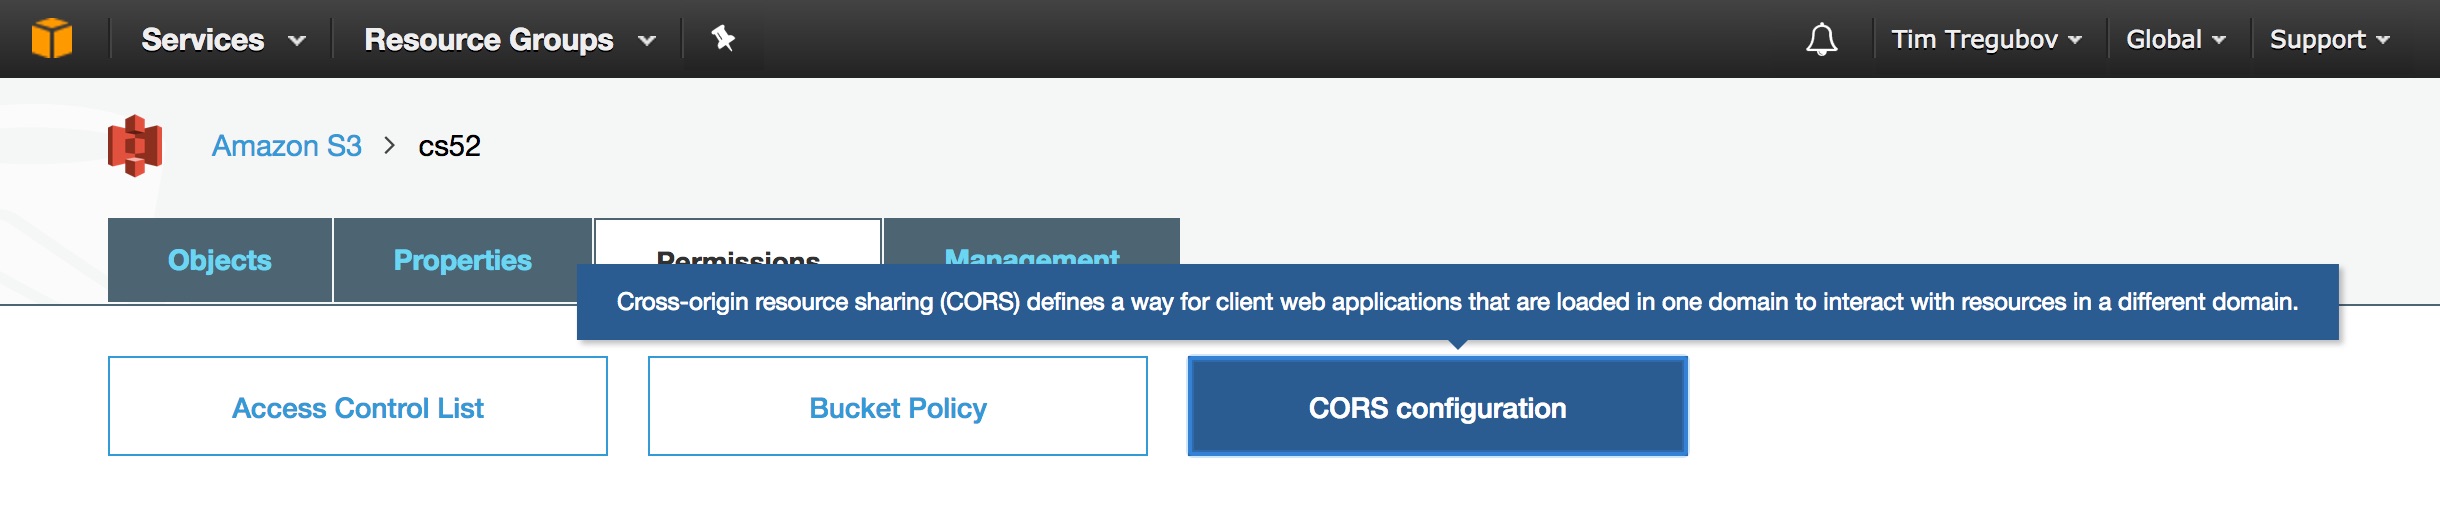 Services Resource Groups Tim Tregubov Global Support
Amazon S3 > cs52
Objects Properties Permissions Management
Cross-origin resource sharing (CORS) defines a way for client web applications that are loaded in one domain to interact with resources in a different domain.
Access Control List Bucket Policy CORS configuration